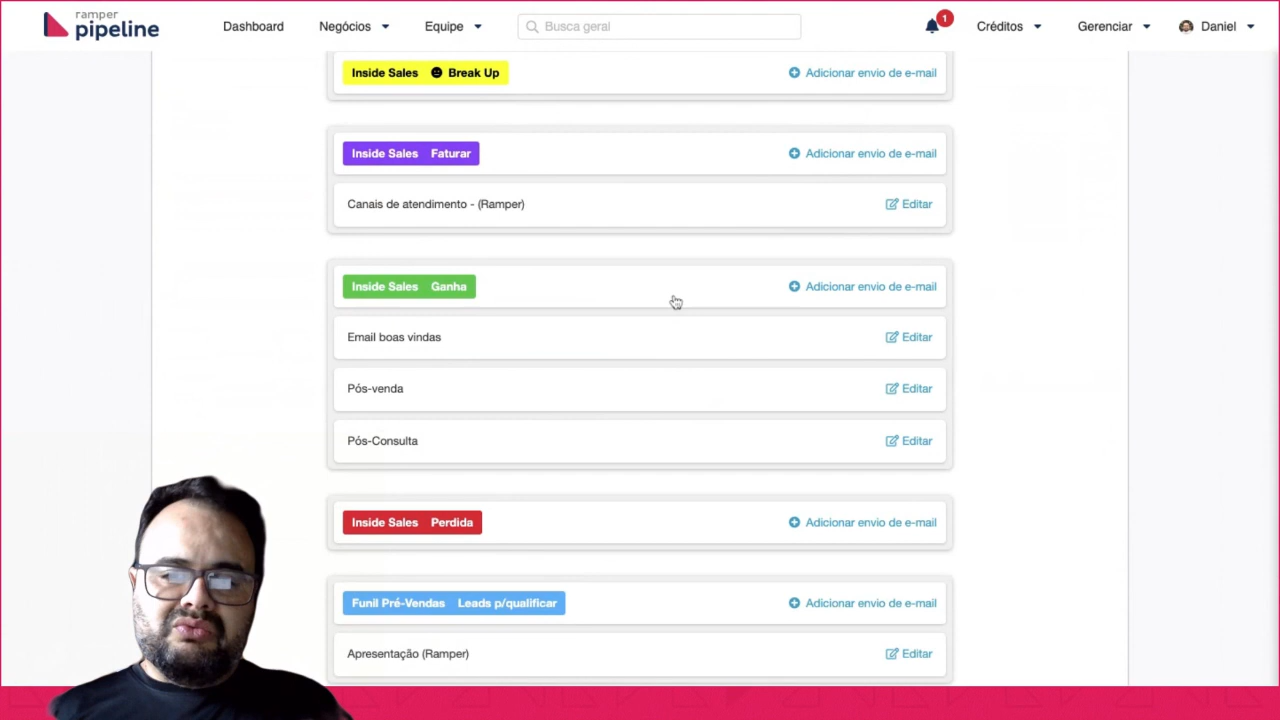 ramper
pipeline
Dashboard Negócios Equipe Busca geral 1 Créditos Gerenciar Daniel
Inside Sales Break Up Adicionar envio de e-mail
Inside Sales Faturar Adicionar envio de e-mail
Canais de atendimento - (Ramper) Editar
Inside Sales Ganha Adicionar envio de e-mail
Email boas vindas Editar
Pós-venda Editar
Pós-Consulta Editar
Inside Sales Perdida Adicionar envio de e-mail
Funil Pré-Vendas Leads p/qualificar Adicionar envio de e-mail
Apresentação (Ramper) Editar